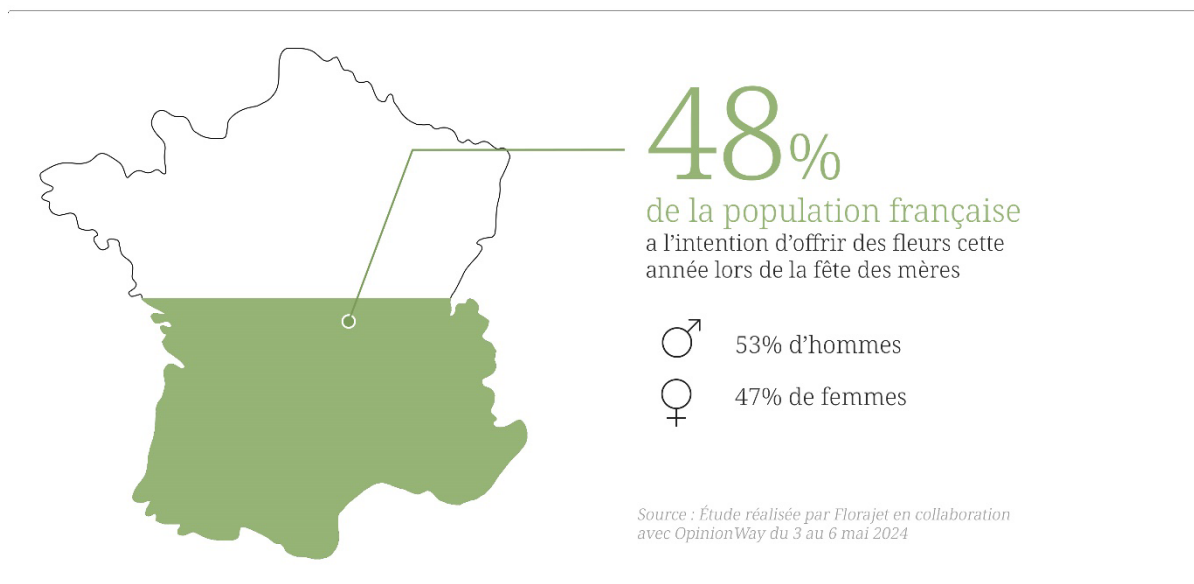 48%
de la population française
a l’intention d’offrir des fleurs cette
année lors de la fête des mères
53% d’hommes
47% de femmes
Source : Étude réalisée par Florajet en collaboration
avec OpinionWay du 3 au 6 mai 2024